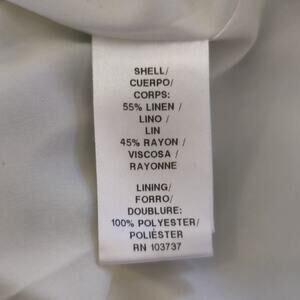 SHELL/
CUERPO/
CORPS:
55% LINEN /
LINO /
LIN
45% RAYON /
VISCOSA /
RAYONNE
LINING/
FORRO/
DOUBLURE:
100% POLYESTER/
POLIÉSTER
RN 103737